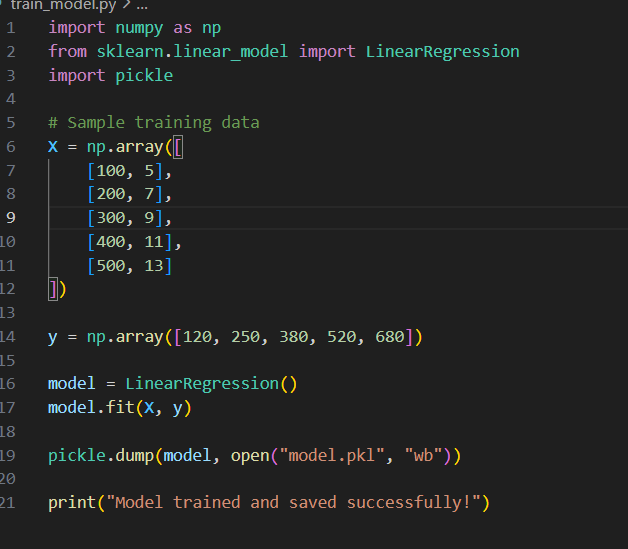 train_model.py > ...
1 import numpy as np
2 from sklearn.linear_model import LinearRegression
3 import pickle
4
5 # Sample training data
6 X = np.array([
7     [100, 5],
8     [200, 7],
9     [300, 9],
10     [400, 11],
11     [500, 13]
12 ])
13
14 y = np.array([120, 250, 380, 520, 680])
15
16 model = LinearRegression()
17 model.fit(X, y)
18
19 pickle.dump(model, open("model.pkl", "wb"))
20
21 print("Model trained and saved successfully!")